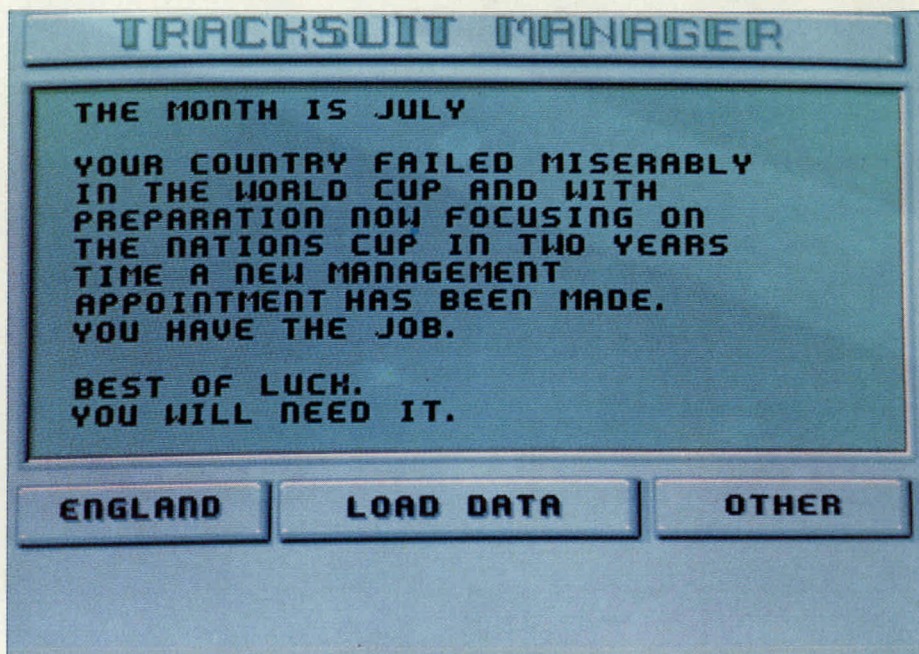 TRACKSUIT MANAGER
THE MONTH IS JULY
YOUR COUNTRY FAILED MISERABLY
IN THE WORLD CUP AND WITH
PREPARATION NOW FOCUSING ON
THE NATIONS CUP IN TWO YEARS
TIME A NEW MANAGEMENT
APPOINTMENT HAS BEEN MADE.
YOU HAVE THE JOB.
BEST OF LUCK.
YOU WILL NEED IT.
ENGLAND LOAD DATA OTHER